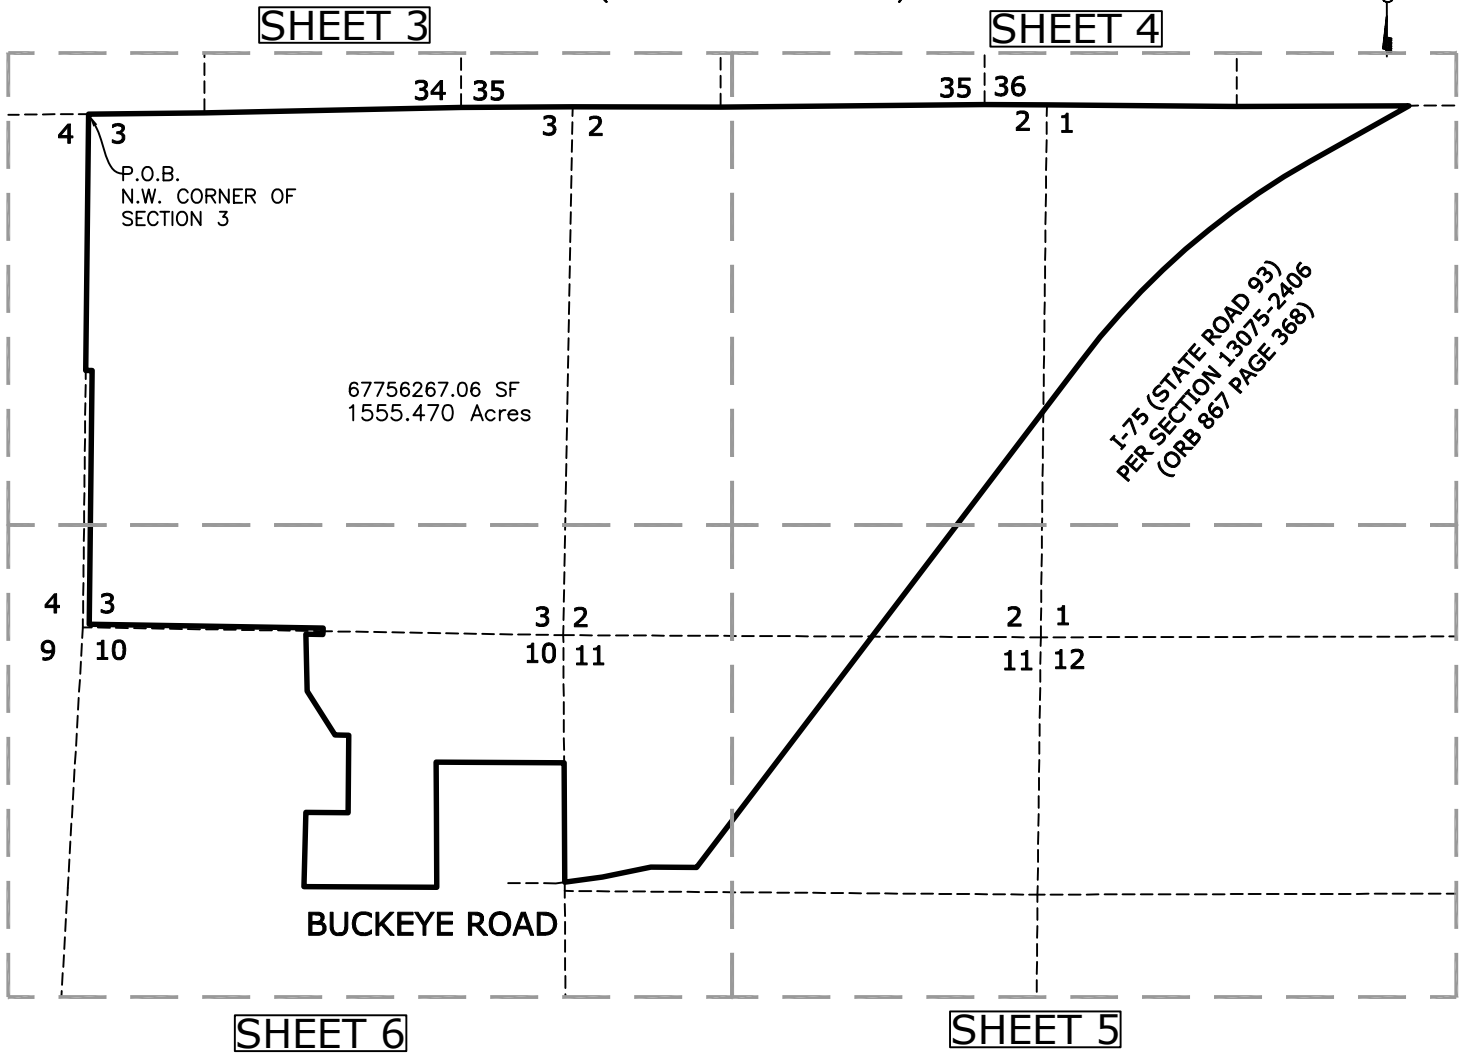 SHEET 3
SHEET 4
34 35
35 36
4 3
3 2
2 1
P.O.B.
N.W. CORNER OF
SECTION 3
I-75 (STATE ROAD 93)
PER SECTION 13075-2406
(ORB 867 PAGE 368)
67756267.06 SF
1555.470 Acres
4 3
3 2
2 1
9 10
10 11
11 12
BUCKEYE ROAD
SHEET 6
SHEET 5